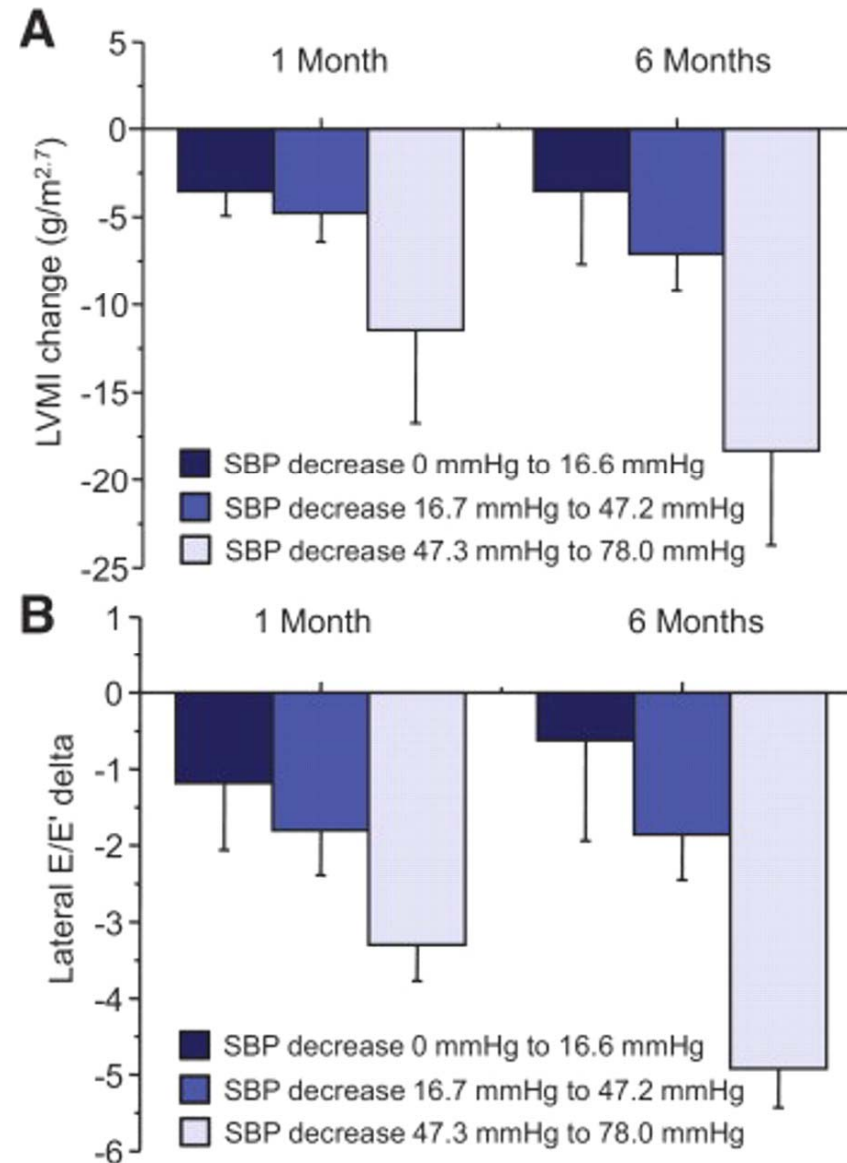 A
1 Month
6 Months
5
0
-5
-10
-15
-20
-25
LVMI change (g/m2.7)
SBP decrease 0 mmHg to 16.6 mmHg
SBP decrease 16.7 mmHg to 47.2 mmHg
SBP decrease 47.3 mmHg to 78.0 mmHg
B
1 Month
6 Months
1
0
-1
-2
-3
-4
-5
-6
Lateral E/E' delta
SBP decrease 0 mmHg to 16.6 mmHg
SBP decrease 16.7 mmHg to 47.2 mmHg
SBP decrease 47.3 mmHg to 78.0 mmHg